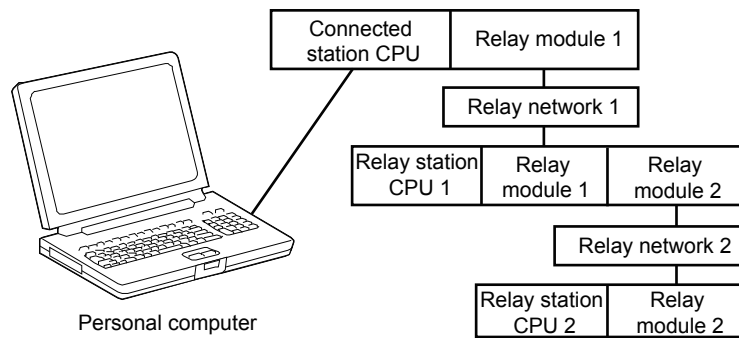 Connected
station CPU
Relay module 1
Relay network 1
Relay station
CPU 1
Relay
module 1
Relay
module 2
Relay network 2
Relay station
CPU 2
Relay
module 2
Personal computer